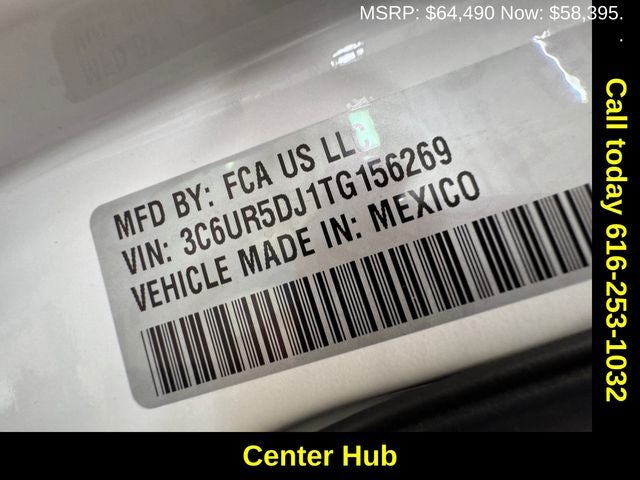 MSRP: $64,490 Now: $58,395.
.
MFD BY: FCA US LLC
VIN: 3C6UR5DJ1TG156269
VEHICLE MADE IN: MEXICO
Call today 616-253-1032
Center Hub